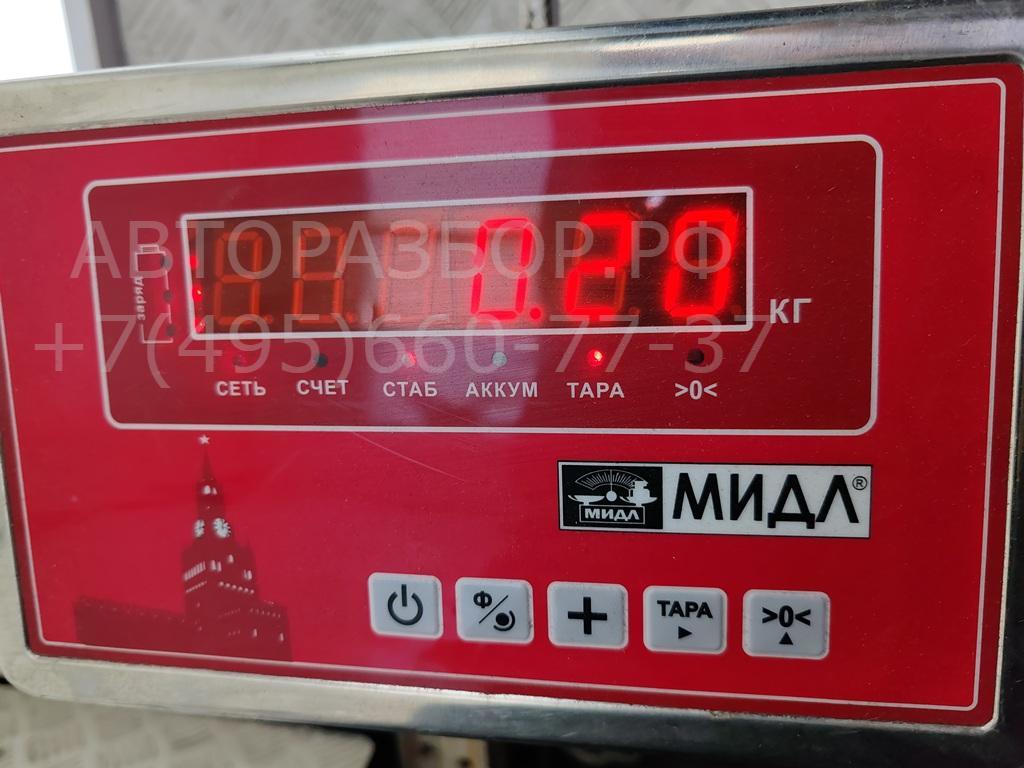 АВТОРАЗБОР.РФ
0.20
заряд
КГ
+7(495)660-77-37
СЕТЬ СЧЕТ СТАБ АККУМ ТАРА >0<
МИДЛ МИДЛ®
Ф ТАРА >0<